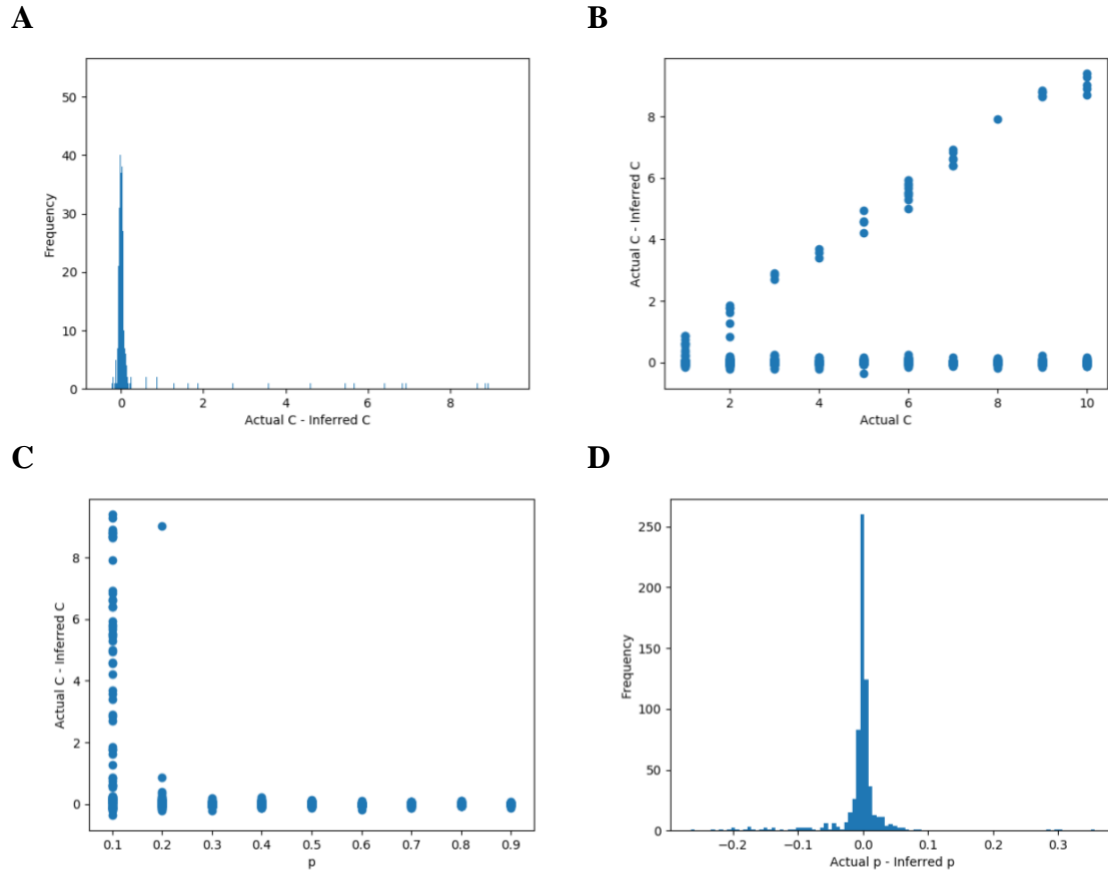 A
50
40
30
20
10
0
Frequency
0 2 4 6 8
Actual C - Inferred C
B
8
6
4
2
0
Actual C - Inferred C
2 4 6 8 10
Actual C
C
8
6
4
2
0
Actual C - Inferred C
0.1 0.2 0.3 0.4 0.5 0.6 0.7 0.8 0.9
p
D
250
200
150
100
50
0
Frequency
−0.2 −0.1 0.0 0.1 0.2 0.3
Actual p - Inferred p